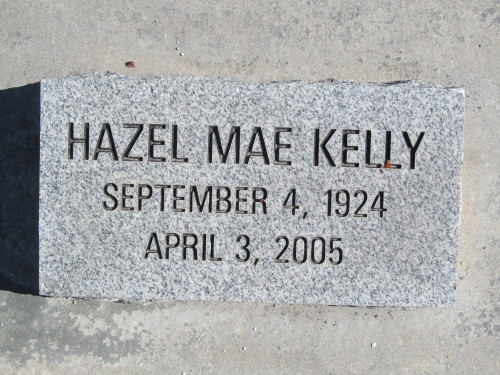 HAZEL MAE KELLY
SEPTEMBER 4, 1924
APRIL 3, 2005